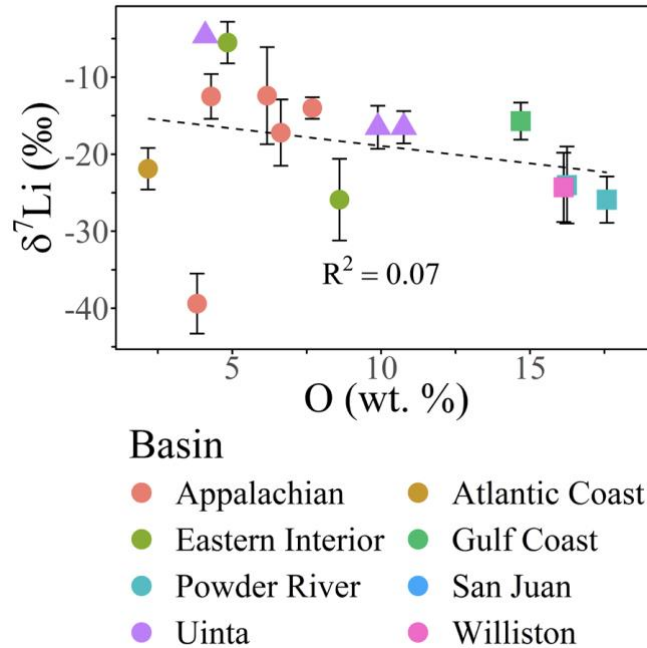 δ⁷Li (‰)
-10
-20
-30
-40
R² = 0.07
5
10
15
O (wt. %)
Basin
Appalachian
Atlantic Coast
Eastern Interior
Gulf Coast
Powder River
San Juan
Uinta
Williston